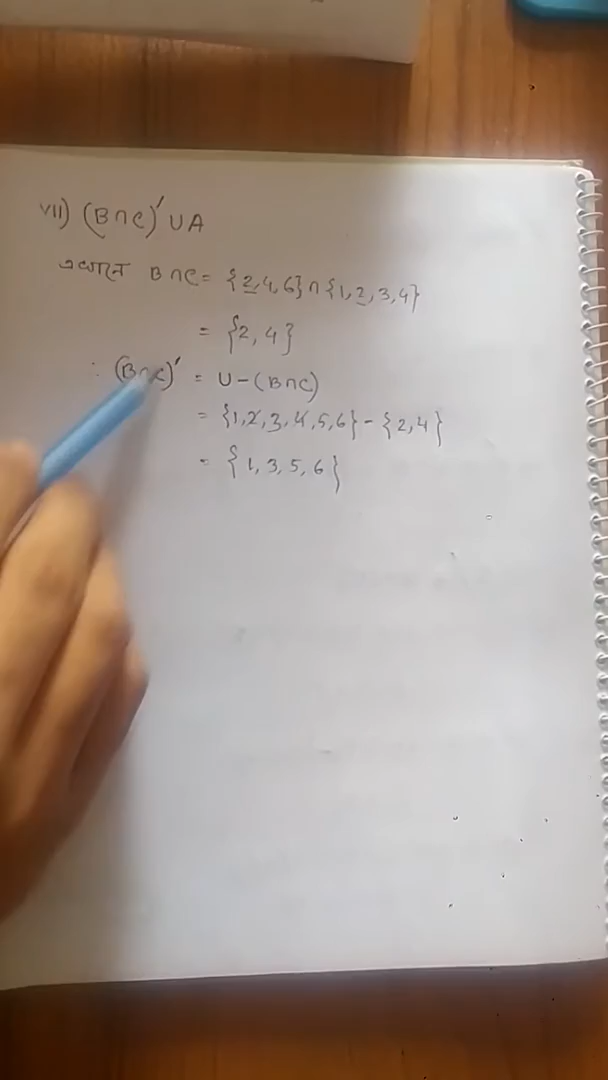 VII) (B∩C)′ ∪ A
এখানে B∩C = {2,4,6} ∩ {1,2,3,4}
= {2,4}
∴ (B∩C)′ = U-(B∩C)
= {1,2,3,4,5,6} - {2,4}
= {1,3,5,6}